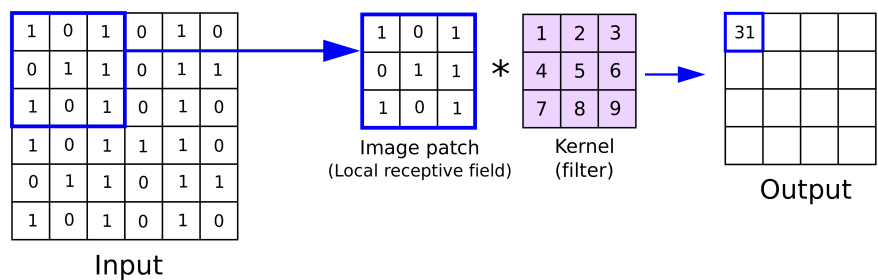 1 0 1 0 1 0
0 1 1 0 1 1
1 0 1 0 1 0
1 0 1 1 1 0
0 1 1 0 1 1
1 0 1 0 1 0
Input
1 0 1
0 1 1
1 0 1
Image patch
(Local receptive field)
*
1 2 3
4 5 6
7 8 9
Kernel
(filter)
31
Output